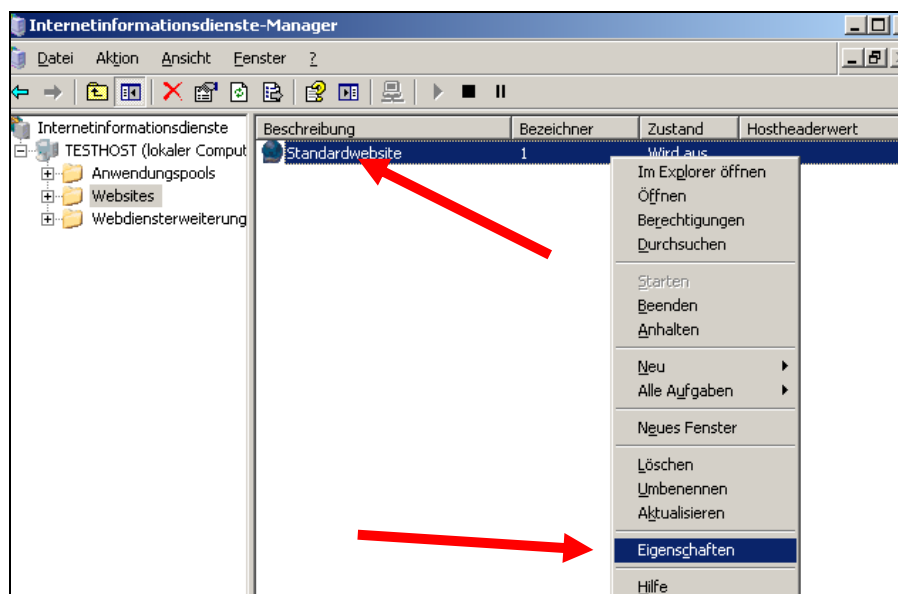 Internetinformationsdienste-Manager
Datei Aktion Ansicht Fenster ?
Internetinformationsdienste
TESTHOST (lokaler Comput
Anwendungspools
Websites
Webdiensterweiterung
Beschreibung Bezeichner Zustand Hostheaderwert
Standardwebsite 1 Wird aus
Im Explorer öffnen
Öffnen
Berechtigungen
Durchsuchen
Starten
Beenden
Anhalten
Neu
Alle Aufgaben
Neues Fenster
Löschen
Umbenennen
Aktualisieren
Eigenschaften
Hilfe